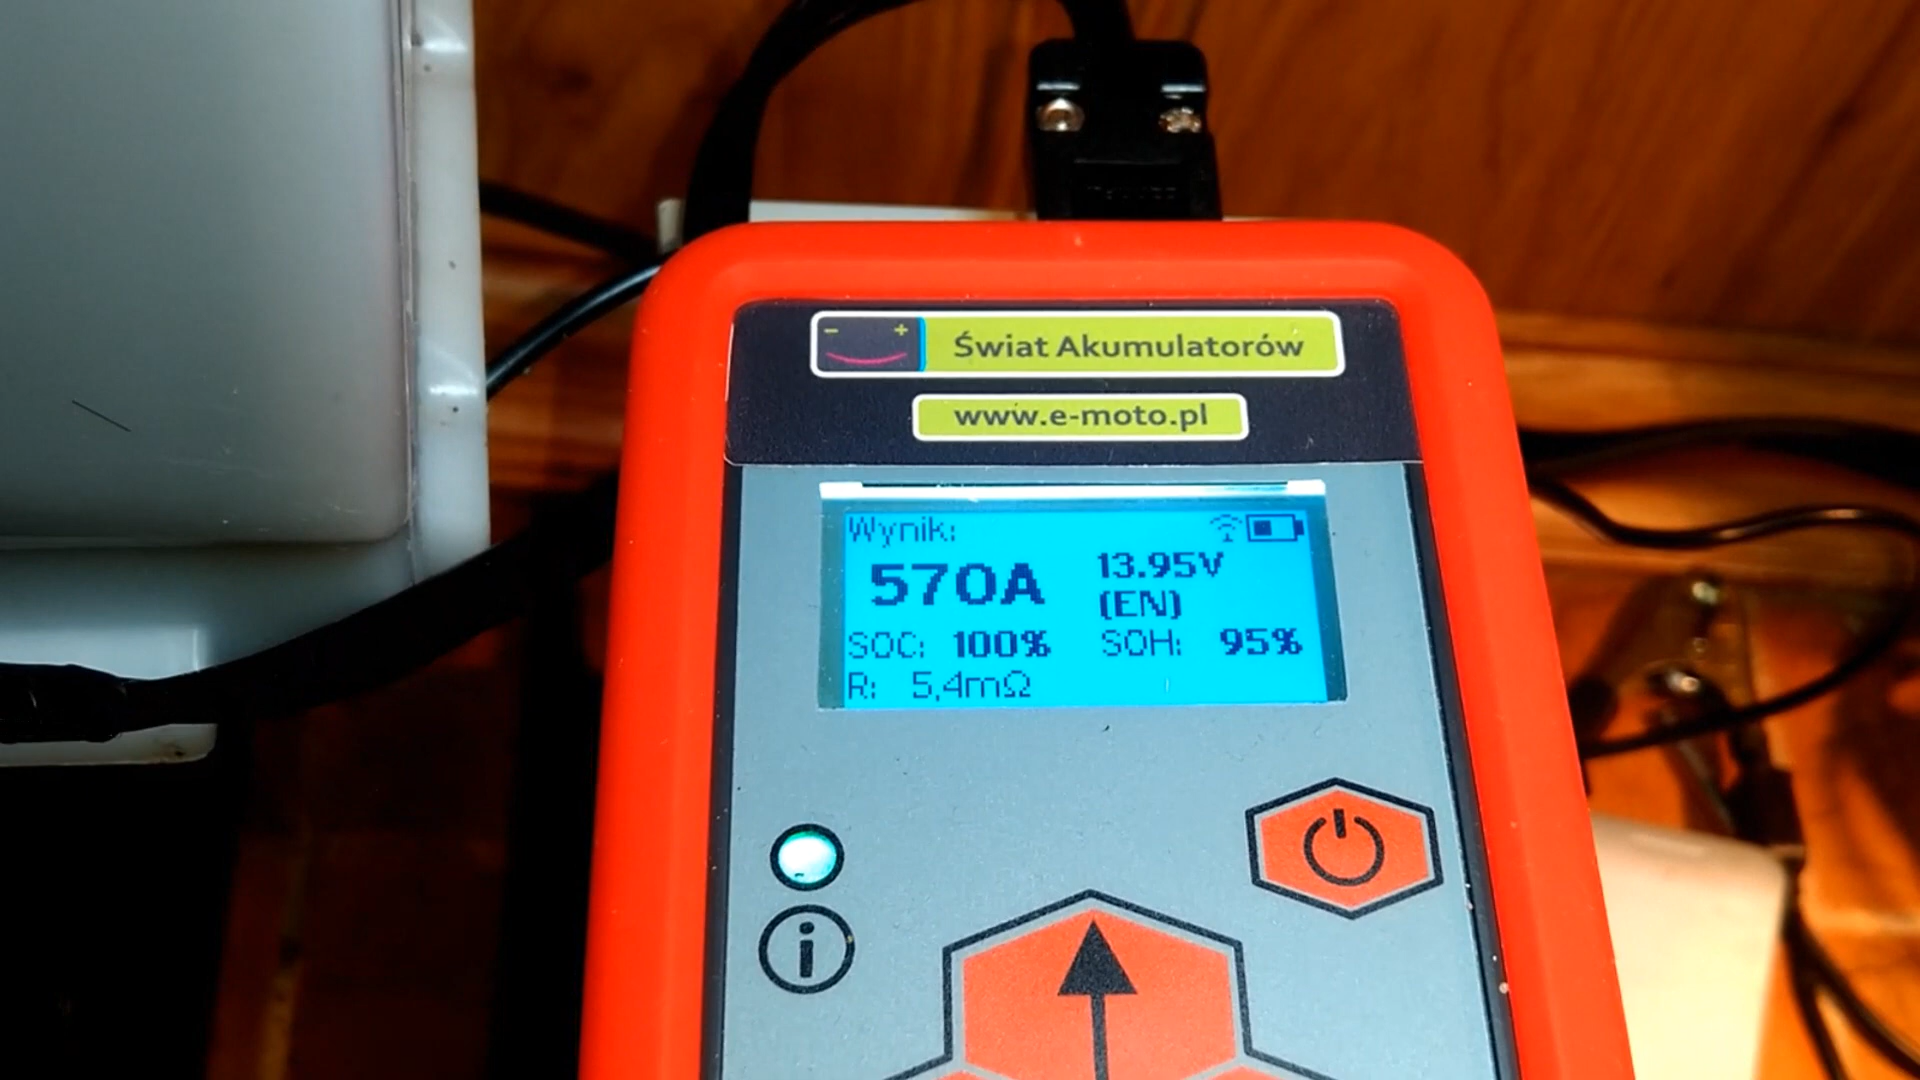 - +
Świat Akumulatorów
www.e-moto.pl
Wynik:
570A
13.95V
(EN)
SOC: 100% SOH: 95%
R: 5,4mΩ
i